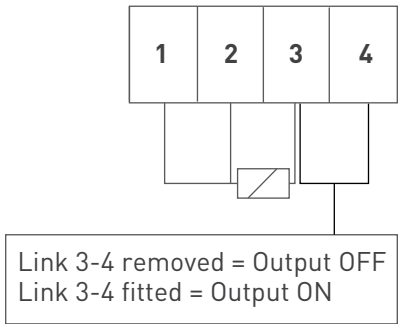 1 2 3 4
Link 3-4 removed = Output OFF
Link 3-4 fitted = Output ON